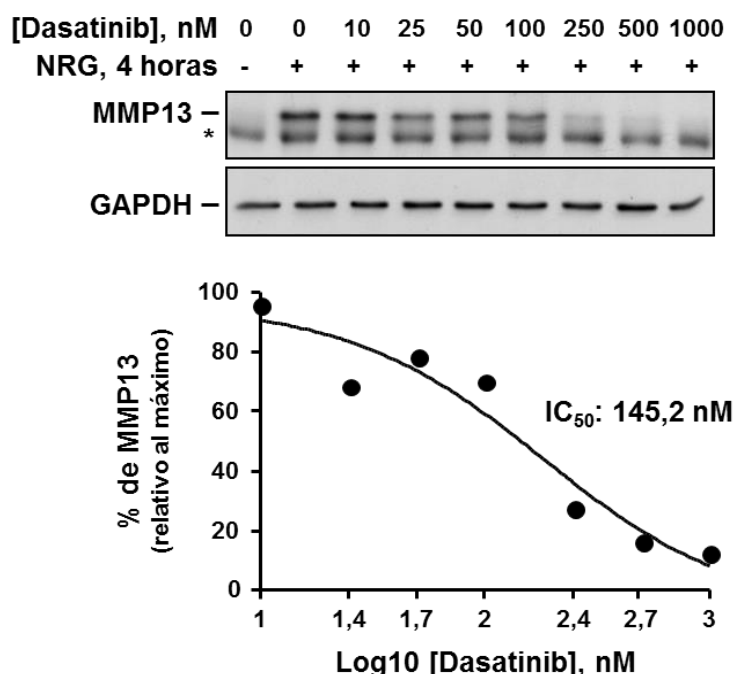 [Dasatinib], nM 0 0 10 25 50 100 250 500 1000
NRG, 4 horas - + + + + + + + +
MMP13 –
*
GAPDH –
100
80
60
40
20
0
% de MMP13
(relativo al máximo)
IC50: 145,2 nM
1 1,4 1,7 2 2,4 2,7 3
Log10 [Dasatinib], nM